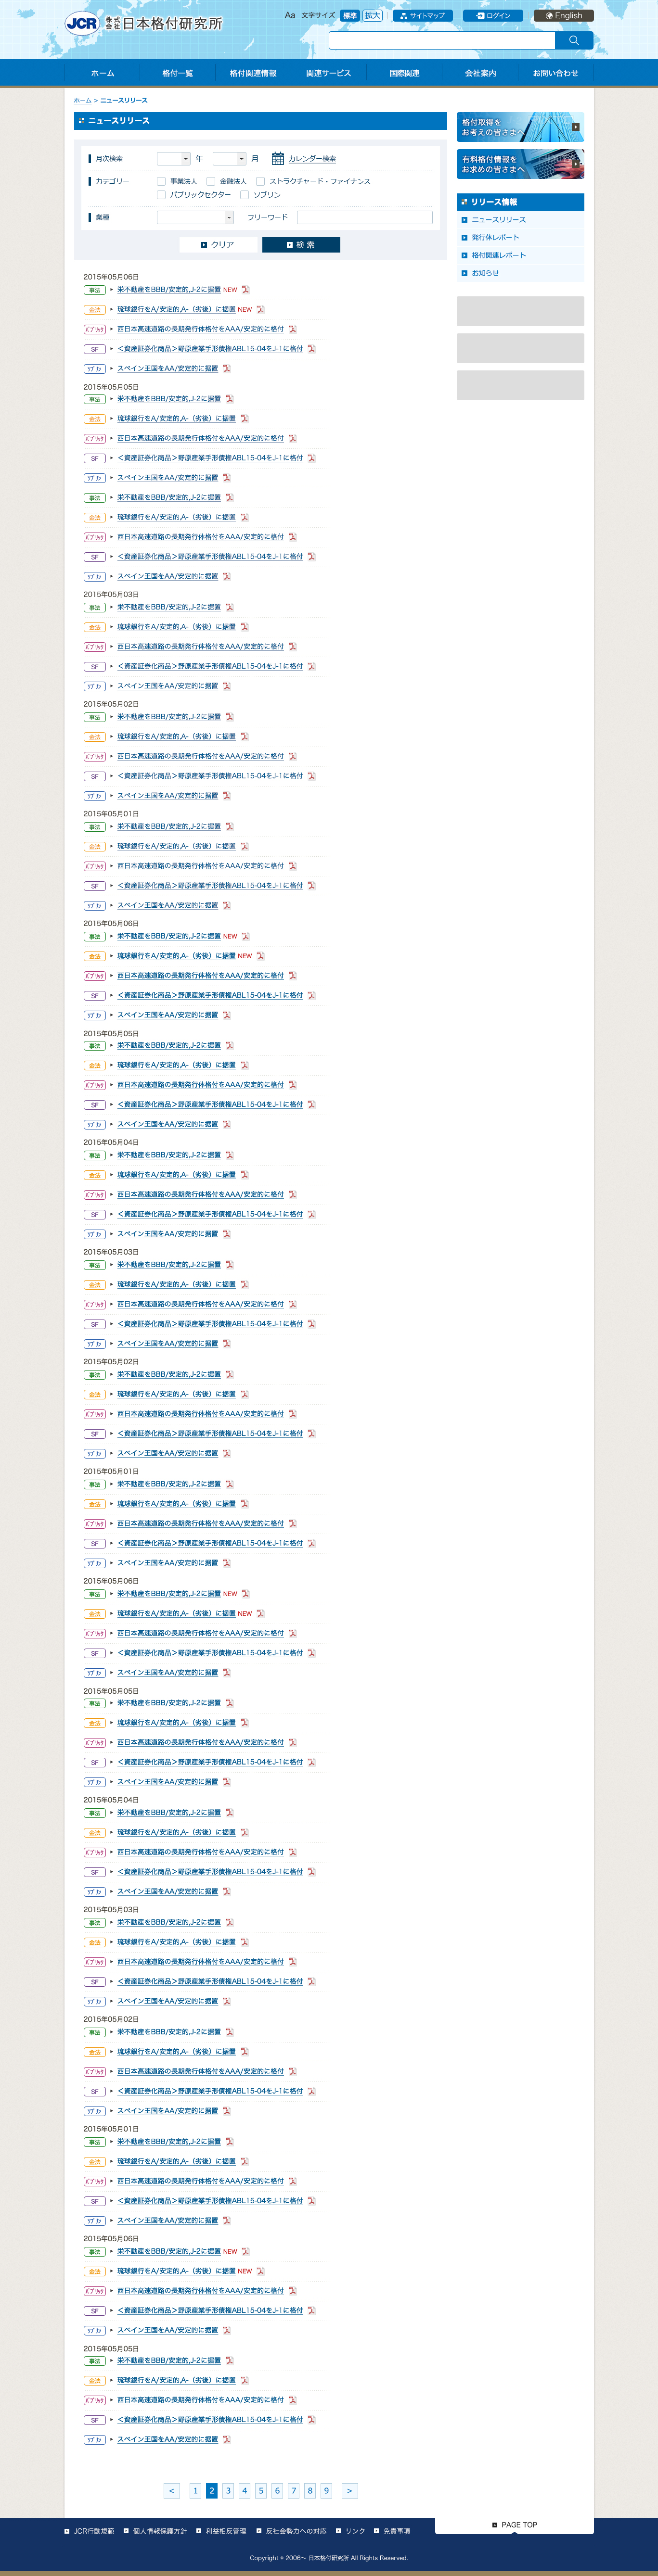 JCR 株式会社日本格付研究所
Aa 文字サイズ 標準 拡大 サイトマップ ログイン English
ホーム 格付一覧 格付関連情報 関連サービス 国際関連 会社案内 お問い合わせ
ホーム > ニュースリリース
ニュースリリース
月次検索 年 月 カレンダー検索
カテゴリー 事業法人 金融法人 ストラクチャード・ファイナンス
パブリックセクター ソブリン
業種 フリーワード
クリア 検索
2015年05月06日
事法 栄不動産をBBB/安定的,J-2に据置 NEW
金法 琉球銀行をA/安定的,A-（劣後）に据置 NEW
ﾊﾟﾌﾞﾘｯｸ 西日本高速道路の長期発行体格付をAAA/安定的に格付
SF ＜資産証券化商品＞野原産業手形債権ABL15-04をJ-1に格付
ｿﾌﾞﾘﾝ スペイン王国をAA/安定的に据置
2015年05月05日
事法 栄不動産をBBB/安定的,J-2に据置
金法 琉球銀行をA/安定的,A-（劣後）に据置
ﾊﾟﾌﾞﾘｯｸ 西日本高速道路の長期発行体格付をAAA/安定的に格付
SF ＜資産証券化商品＞野原産業手形債権ABL15-04をJ-1に格付
ｿﾌﾞﾘﾝ スペイン王国をAA/安定的に据置
事法 栄不動産をBBB/安定的,J-2に据置
金法 琉球銀行をA/安定的,A-（劣後）に据置
ﾊﾟﾌﾞﾘｯｸ 西日本高速道路の長期発行体格付をAAA/安定的に格付
SF ＜資産証券化商品＞野原産業手形債権ABL15-04をJ-1に格付
ｿﾌﾞﾘﾝ スペイン王国をAA/安定的に据置
2015年05月03日
事法 栄不動産をBBB/安定的,J-2に据置
金法 琉球銀行をA/安定的,A-（劣後）に据置
ﾊﾟﾌﾞﾘｯｸ 西日本高速道路の長期発行体格付をAAA/安定的に格付
SF ＜資産証券化商品＞野原産業手形債権ABL15-04をJ-1に格付
ｿﾌﾞﾘﾝ スペイン王国をAA/安定的に据置
2015年05月02日
事法 栄不動産をBBB/安定的,J-2に据置
金法 琉球銀行をA/安定的,A-（劣後）に据置
ﾊﾟﾌﾞﾘｯｸ 西日本高速道路の長期発行体格付をAAA/安定的に格付
SF ＜資産証券化商品＞野原産業手形債権ABL15-04をJ-1に格付
ｿﾌﾞﾘﾝ スペイン王国をAA/安定的に据置
2015年05月01日
事法 栄不動産をBBB/安定的,J-2に据置
金法 琉球銀行をA/安定的,A-（劣後）に据置
ﾊﾟﾌﾞﾘｯｸ 西日本高速道路の長期発行体格付をAAA/安定的に格付
SF ＜資産証券化商品＞野原産業手形債権ABL15-04をJ-1に格付
ｿﾌﾞﾘﾝ スペイン王国をAA/安定的に据置
2015年05月06日
事法 栄不動産をBBB/安定的,J-2に据置 NEW
金法 琉球銀行をA/安定的,A-（劣後）に据置 NEW
ﾊﾟﾌﾞﾘｯｸ 西日本高速道路の長期発行体格付をAAA/安定的に格付
SF ＜資産証券化商品＞野原産業手形債権ABL15-04をJ-1に格付
ｿﾌﾞﾘﾝ スペイン王国をAA/安定的に据置
2015年05月05日
事法 栄不動産をBBB/安定的,J-2に据置
金法 琉球銀行をA/安定的,A-（劣後）に据置
ﾊﾟﾌﾞﾘｯｸ 西日本高速道路の長期発行体格付をAAA/安定的に格付
SF ＜資産証券化商品＞野原産業手形債権ABL15-04をJ-1に格付
ｿﾌﾞﾘﾝ スペイン王国をAA/安定的に据置
2015年05月04日
事法 栄不動産をBBB/安定的,J-2に据置
金法 琉球銀行をA/安定的,A-（劣後）に据置
ﾊﾟﾌﾞﾘｯｸ 西日本高速道路の長期発行体格付をAAA/安定的に格付
SF ＜資産証券化商品＞野原産業手形債権ABL15-04をJ-1に格付
ｿﾌﾞﾘﾝ スペイン王国をAA/安定的に据置
2015年05月03日
事法 栄不動産をBBB/安定的,J-2に据置
金法 琉球銀行をA/安定的,A-（劣後）に据置
ﾊﾟﾌﾞﾘｯｸ 西日本高速道路の長期発行体格付をAAA/安定的に格付
SF ＜資産証券化商品＞野原産業手形債権ABL15-04をJ-1に格付
ｿﾌﾞﾘﾝ スペイン王国をAA/安定的に据置
2015年05月02日
事法 栄不動産をBBB/安定的,J-2に据置
金法 琉球銀行をA/安定的,A-（劣後）に据置
ﾊﾟﾌﾞﾘｯｸ 西日本高速道路の長期発行体格付をAAA/安定的に格付
SF ＜資産証券化商品＞野原産業手形債権ABL15-04をJ-1に格付
ｿﾌﾞﾘﾝ スペイン王国をAA/安定的に据置
2015年05月01日
事法 栄不動産をBBB/安定的,J-2に据置
金法 琉球銀行をA/安定的,A-（劣後）に据置
ﾊﾟﾌﾞﾘｯｸ 西日本高速道路の長期発行体格付をAAA/安定的に格付
SF ＜資産証券化商品＞野原産業手形債権ABL15-04をJ-1に格付
ｿﾌﾞﾘﾝ スペイン王国をAA/安定的に据置
2015年05月06日
事法 栄不動産をBBB/安定的,J-2に据置 NEW
金法 琉球銀行をA/安定的,A-（劣後）に据置 NEW
ﾊﾟﾌﾞﾘｯｸ 西日本高速道路の長期発行体格付をAAA/安定的に格付
SF ＜資産証券化商品＞野原産業手形債権ABL15-04をJ-1に格付
ｿﾌﾞﾘﾝ スペイン王国をAA/安定的に据置
2015年05月05日
事法 栄不動産をBBB/安定的,J-2に据置
金法 琉球銀行をA/安定的,A-（劣後）に据置
ﾊﾟﾌﾞﾘｯｸ 西日本高速道路の長期発行体格付をAAA/安定的に格付
SF ＜資産証券化商品＞野原産業手形債権ABL15-04をJ-1に格付
ｿﾌﾞﾘﾝ スペイン王国をAA/安定的に据置
2015年05月04日
事法 栄不動産をBBB/安定的,J-2に据置
金法 琉球銀行をA/安定的,A-（劣後）に据置
ﾊﾟﾌﾞﾘｯｸ 西日本高速道路の長期発行体格付をAAA/安定的に格付
SF ＜資産証券化商品＞野原産業手形債権ABL15-04をJ-1に格付
ｿﾌﾞﾘﾝ スペイン王国をAA/安定的に据置
2015年05月03日
事法 栄不動産をBBB/安定的,J-2に据置
金法 琉球銀行をA/安定的,A-（劣後）に据置
ﾊﾟﾌﾞﾘｯｸ 西日本高速道路の長期発行体格付をAAA/安定的に格付
SF ＜資産証券化商品＞野原産業手形債権ABL15-04をJ-1に格付
ｿﾌﾞﾘﾝ スペイン王国をAA/安定的に据置
2015年05月02日
事法 栄不動産をBBB/安定的,J-2に据置
金法 琉球銀行をA/安定的,A-（劣後）に据置
ﾊﾟﾌﾞﾘｯｸ 西日本高速道路の長期発行体格付をAAA/安定的に格付
SF ＜資産証券化商品＞野原産業手形債権ABL15-04をJ-1に格付
ｿﾌﾞﾘﾝ スペイン王国をAA/安定的に据置
2015年05月01日
事法 栄不動産をBBB/安定的,J-2に据置
金法 琉球銀行をA/安定的,A-（劣後）に据置
ﾊﾟﾌﾞﾘｯｸ 西日本高速道路の長期発行体格付をAAA/安定的に格付
SF ＜資産証券化商品＞野原産業手形債権ABL15-04をJ-1に格付
ｿﾌﾞﾘﾝ スペイン王国をAA/安定的に据置
2015年05月06日
事法 栄不動産をBBB/安定的,J-2に据置 NEW
金法 琉球銀行をA/安定的,A-（劣後）に据置 NEW
ﾊﾟﾌﾞﾘｯｸ 西日本高速道路の長期発行体格付をAAA/安定的に格付
SF ＜資産証券化商品＞野原産業手形債権ABL15-04をJ-1に格付
ｿﾌﾞﾘﾝ スペイン王国をAA/安定的に据置
2015年05月05日
事法 栄不動産をBBB/安定的,J-2に据置
金法 琉球銀行をA/安定的,A-（劣後）に据置
ﾊﾟﾌﾞﾘｯｸ 西日本高速道路の長期発行体格付をAAA/安定的に格付
SF ＜資産証券化商品＞野原産業手形債権ABL15-04をJ-1に格付
ｿﾌﾞﾘﾝ スペイン王国をAA/安定的に据置
< 1 2 3 4 5 6 7 8 9 >
格付取得を
お考えの皆さまへ
有料格付情報を
お求めの皆さまへ
リリース情報
ニュースリリース
発行体レポート
格付関連レポート
お知らせ
PAGE TOP
JCR行動規範 個人情報保護方針 利益相反管理 反社会勢力への対応 リンク 免責事項
Copyright © 2006～ 日本格付研究所 All Rights Reserved.